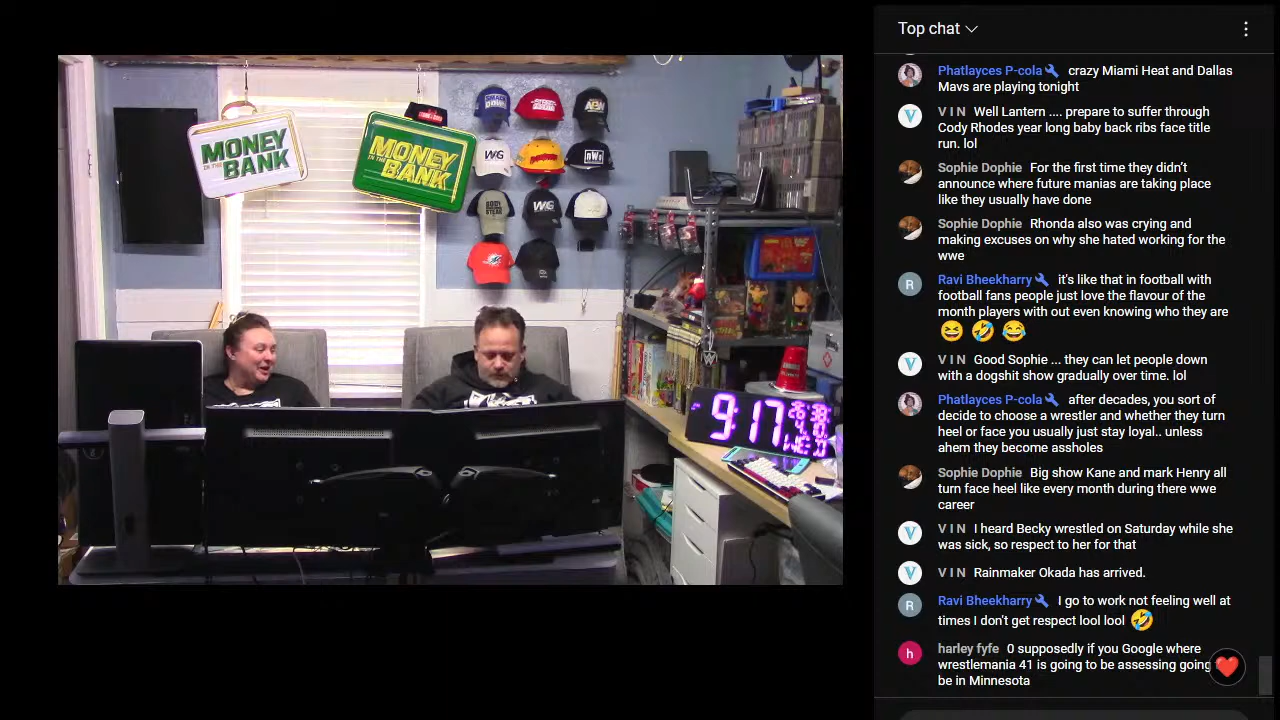 Top chat
Phatlayces P-cola crazy Miami Heat and Dallas
Mavs are playing tonight
V I N Well Lantern .... prepare to suffer through
Cody Rhodes year long baby back ribs face title
run. lol
Sophie Dophie For the first time they didn't
announce where future manias are taking place
like they usually have done
Sophie Dophie Rhonda also was crying and
making excuses on why she hated working for the
wwe
Ravi Bheekharry it's like that in football with
football fans people just love the flavour of the
month players with out even knowing who they are
😆 🤣 😂
V I N Good Sophie ... they can let people down
with a dogshit show gradually over time. lol
Phatlayces P-cola after decades, you sort of
decide to choose a wrestler and whether they turn
heel or face you usually just stay loyal.. unless
ahem they become assholes
Sophie Dophie Big show Kane and mark Henry all
turn face heel like every month during there wwe
career
V I N I heard Becky wrestled on Saturday while she
was sick, so respect to her for that
V I N Rainmaker Okada has arrived.
Ravi Bheekharry I go to work not feeling well at
times I don't get respect lool lool 🤣
harley fyfe 0 supposedly if you Google where
wrestlemania 41 is going to be assessing going
be in Minnesota
V
R
V
V
V
R
h
MONEY
IN THE
BANK
MONEY
IN THE
BANK
WG
nWo
WG
9:17